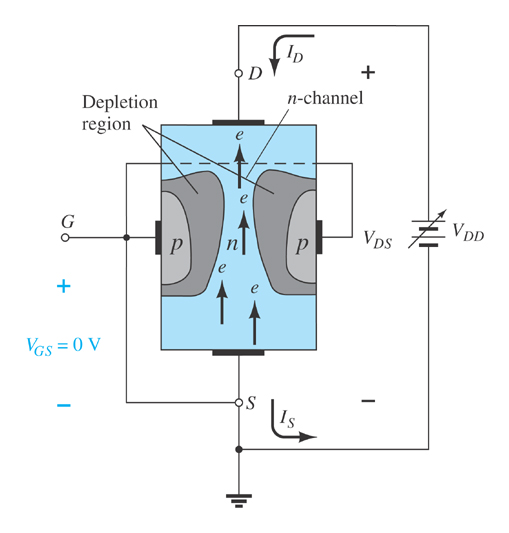 I_D
D
+
Depletion
region
n-channel
e
G
e
p
n
p
V_DS
V_DD
e
+
e
V_GS = 0 V
–
S
I_S
–